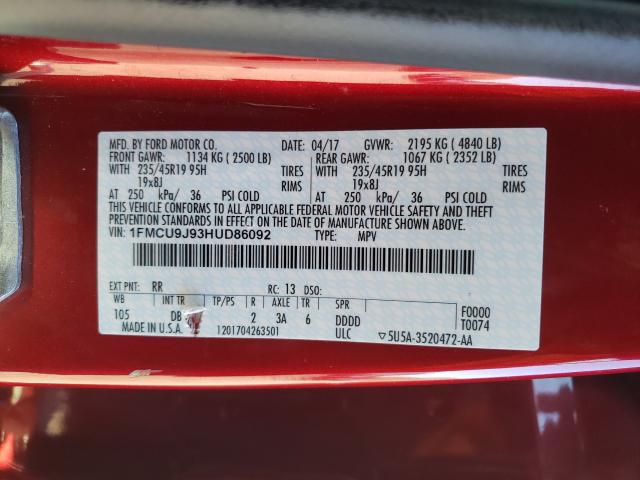 MFD. BY FORD MOTOR CO. DATE: 04/17 GVWR: 2195 KG ( 4840 LB)
FRONT GAWR: 1134 KG ( 2500 LB) REAR GAWR: 1067 KG ( 2352 LB)
WITH 235/45R19 95H TIRES WITH 235/45R19 95H TIRES
19x8J RIMS 19x8J RIMS
AT 250 kPa/ 36 PSI COLD AT 250 kPa/ 36 PSI COLD
THIS VEHICLE CONFORMS TO ALL APPLICABLE FEDERAL MOTOR VEHICLE SAFETY AND THEFT
PREVENTION STANDARDS IN EFFECT ON THE DATE OF MANUFACTURE SHOWN ABOVE.
VIN: 1FMCU9J93HUD86092 TYPE: MPV
EXT PNT: RR RC: 13 DSO:
WB INT TR TP/PS R AXLE TR SPR F0000
105 DB 2 3A 6 DDDD T0074
MADE IN U.S.A. 1201704263501 ULC ▽5U5A-3520472-AA